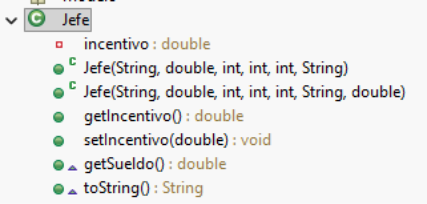 Jefe
incentivo : double
Jefe(String, double, int, int, int, String)
Jefe(String, double, int, int, int, String, double)
getIncentivo() : double
setIncentivo(double) : void
getSueldo() : double
toString() : String